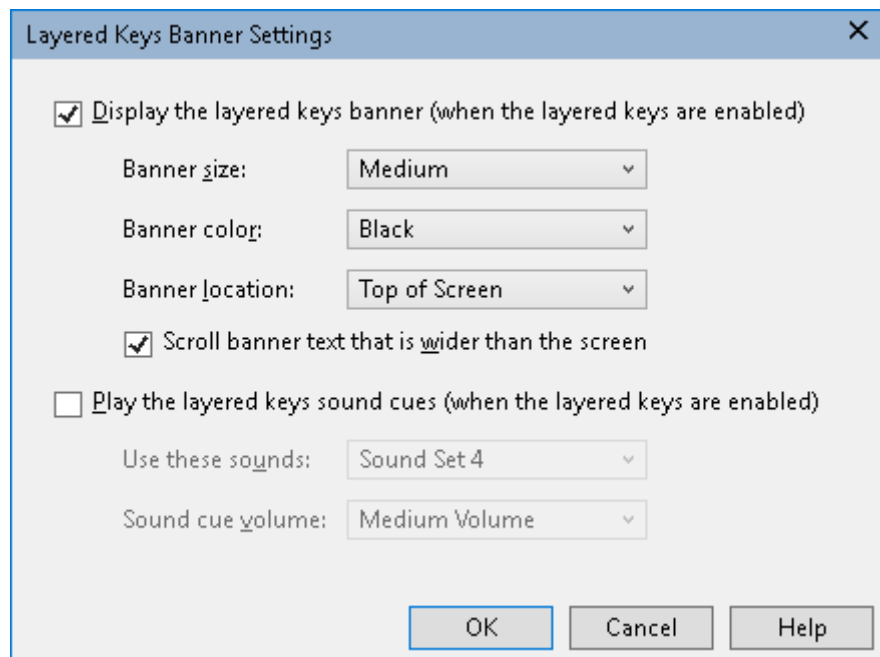 Layered Keys Banner Settings
Display the layered keys banner (when the layered keys are enabled)
Banner size: Medium
Banner color: Black
Banner location: Top of Screen
Scroll banner text that is wider than the screen
Play the layered keys sound cues (when the layered keys are enabled)
Use these sounds: Sound Set 4
Sound cue volume: Medium Volume
OK Cancel Help